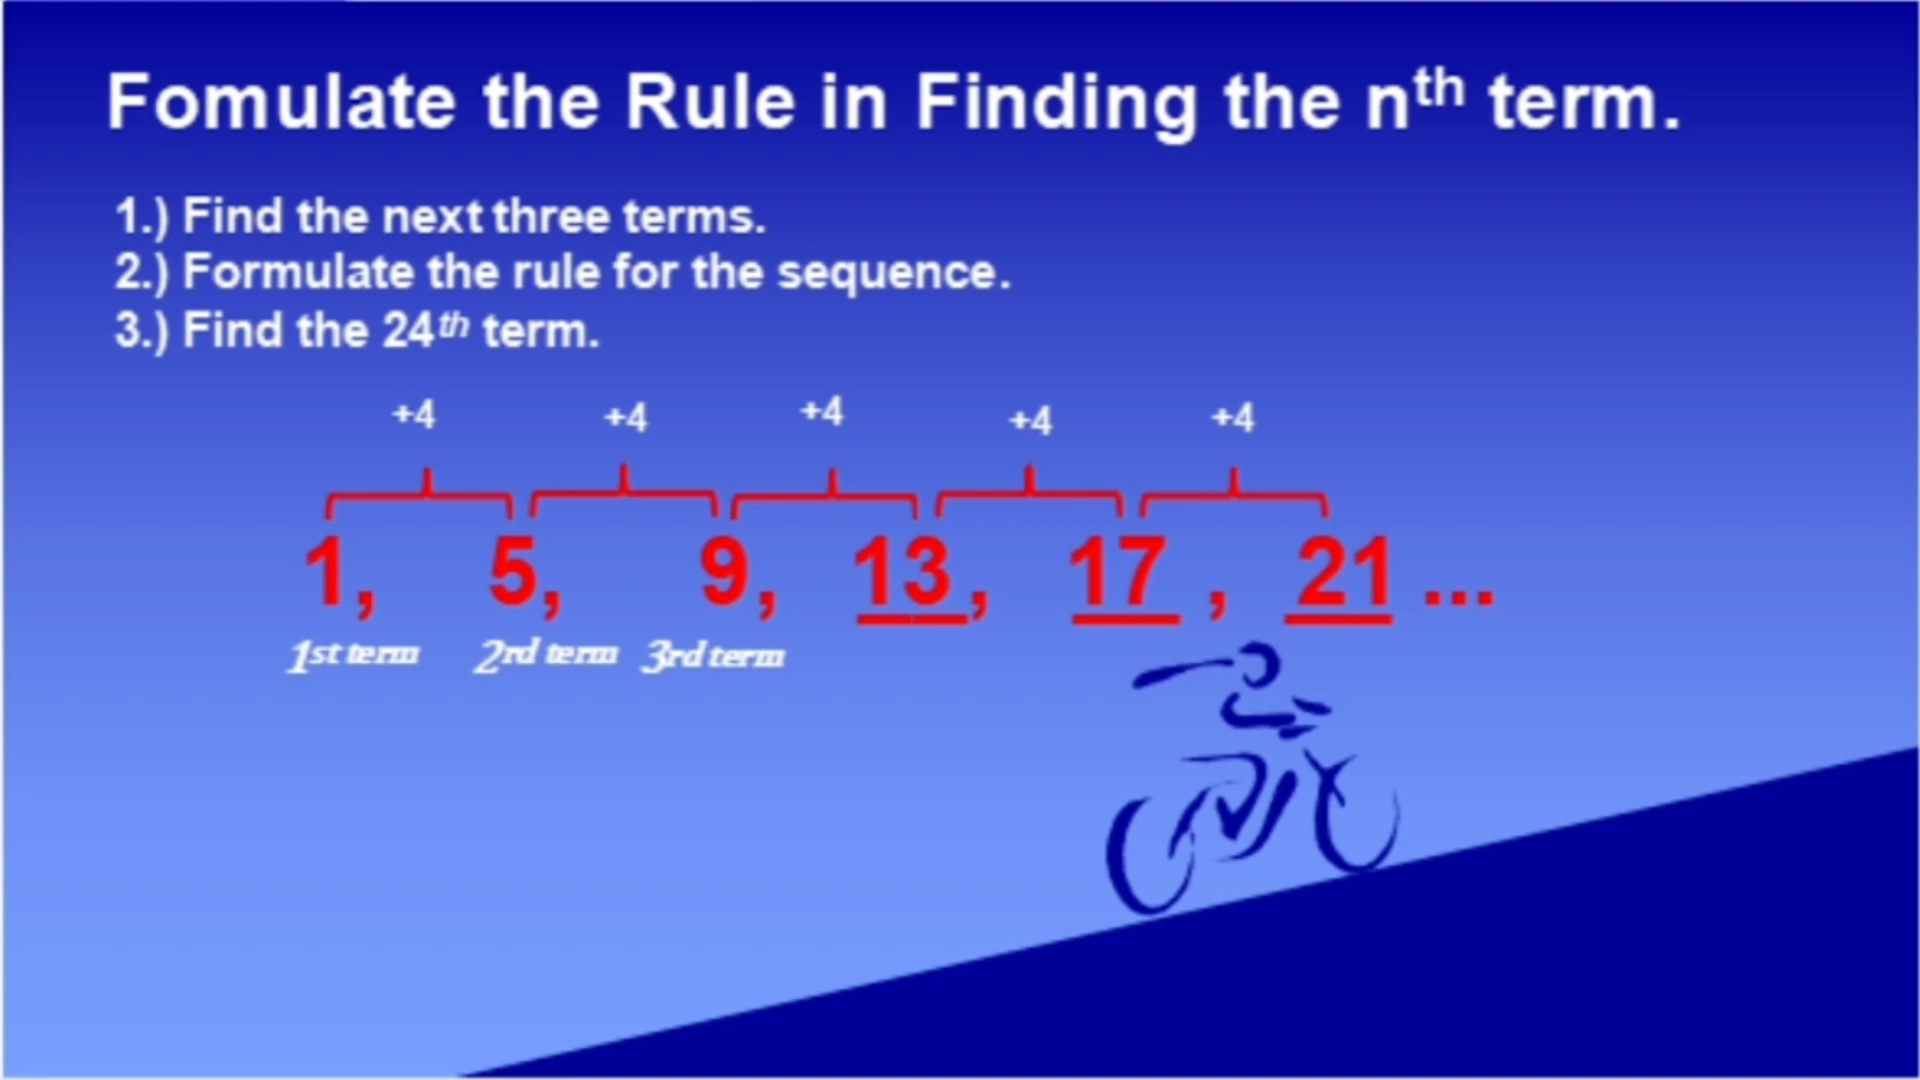 Fomulate the Rule in Finding the nth term.
1.) Find the next three terms.
2.) Formulate the rule for the sequence.
3.) Find the 24th term.
+4 +4 +4 +4 +4
1, 5, 9, 13, 17, 21...
1st term 2rd term 3rd term